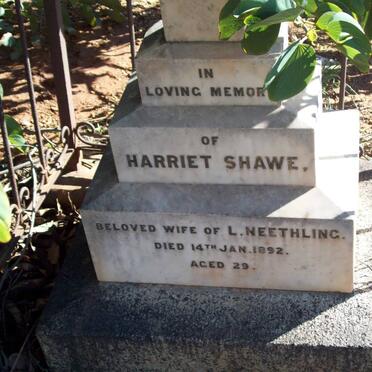 IN
LOVING MEMOR
OF
HARRIET SHAWE,
BELOVED WIFE OF L. NEETHLING.
DIED 14TH JAN. 1892.
AGED 29.